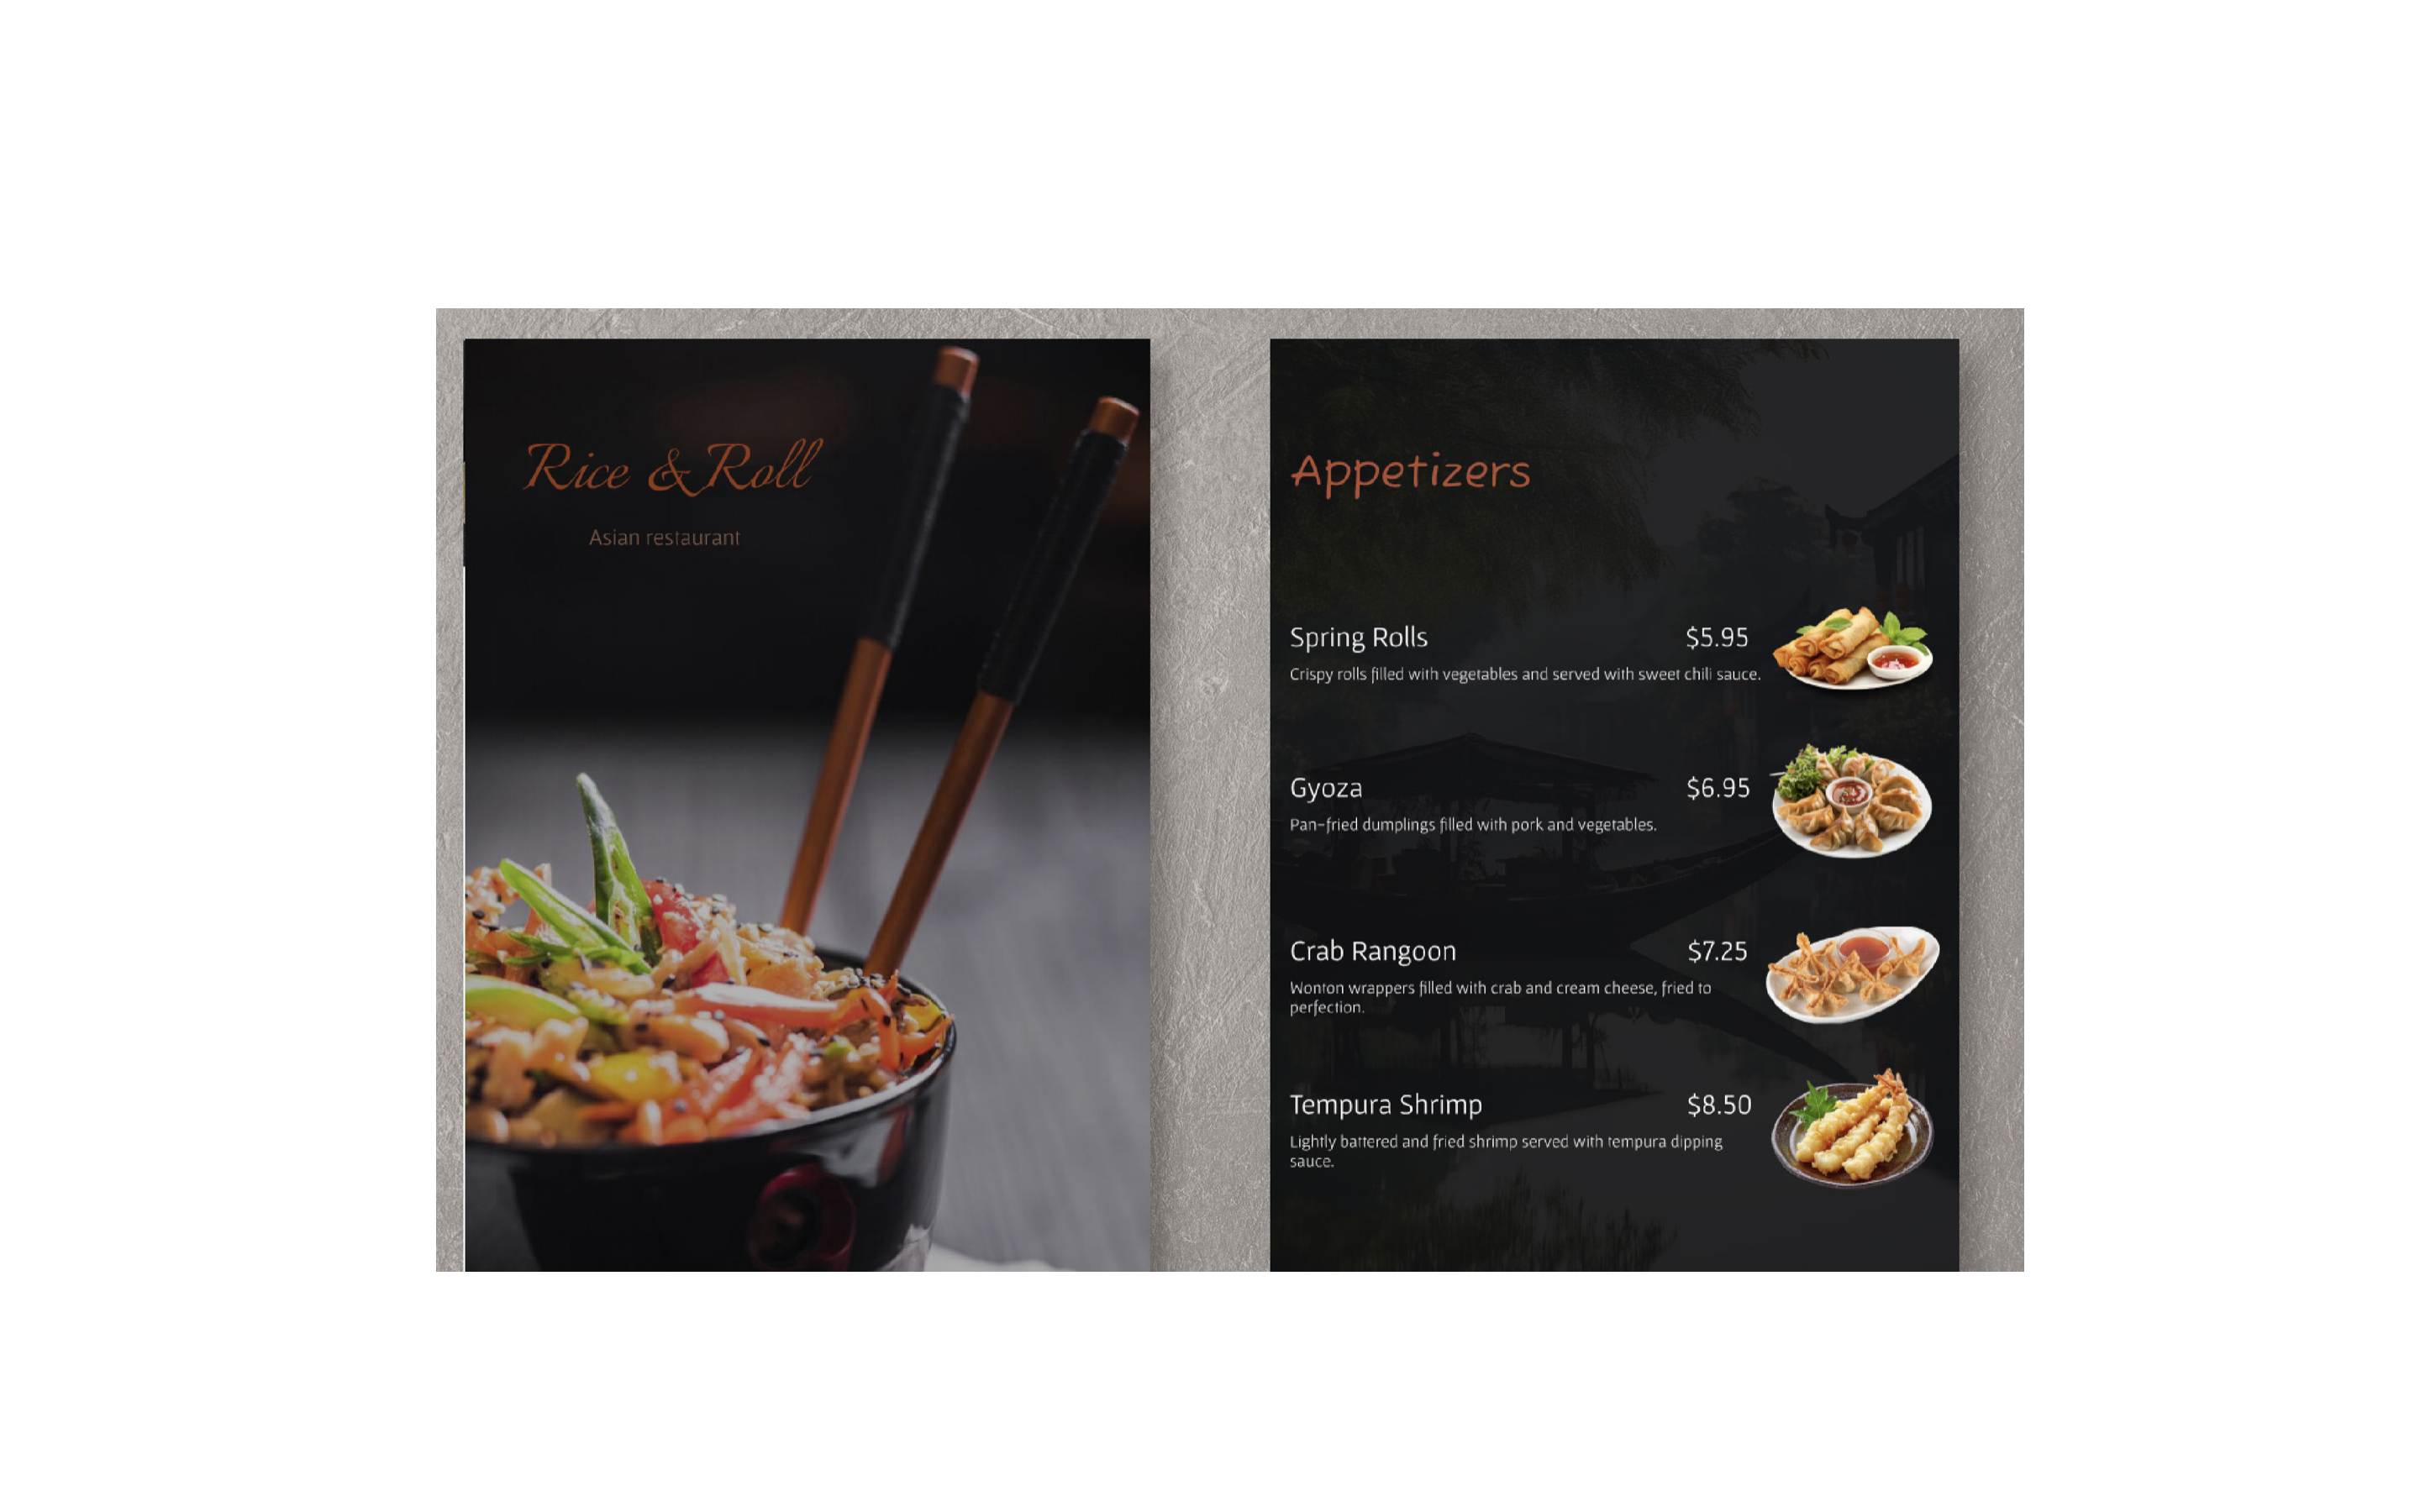 Rice & Roll
Asian restaurant
Appetizers
Spring Rolls $5.95
Crispy rolls filled with vegetables and served with sweet chili sauce.
Gyoza $6.95
Pan-fried dumplings filled with pork and vegetables.
Crab Rangoon $7.25
Wonton wrappers filled with crab and cream cheese, fried to
perfection.
Tempura Shrimp $8.50
Lightly battered and fried shrimp served with tempura dipping
sauce.